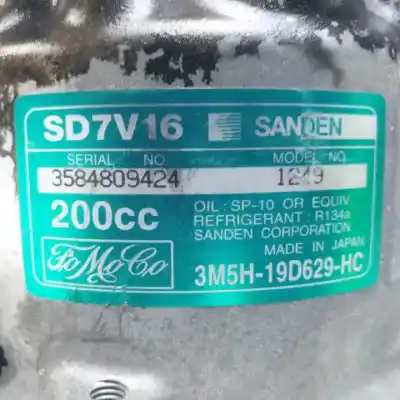 SD7V16 SANDEN
SERIAL NO MODEL NO
3584809424 1249
200cc
OIL : SP-10 OR EQUIV
REFRIGERANT : R134a
SANDEN CORPORATION
MADE IN JAPAN
FoMoCo
3M5H-19D629-HC